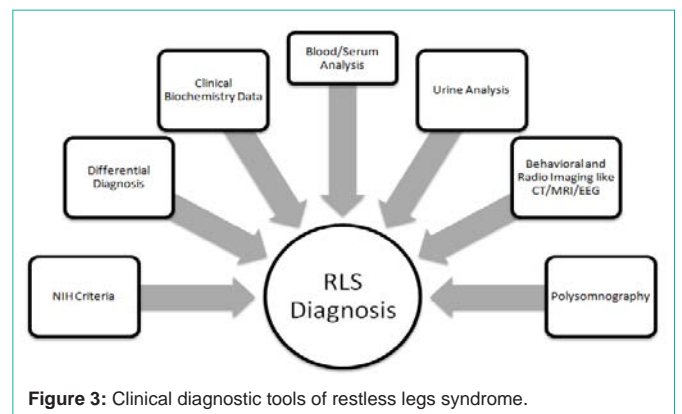 Blood/Serum
Analysis
Clinical
Biochemistry Data
Urine Analysis
Differential
Diagnosis
Behavioral and
Radio Imaging like
CT/MRI/EEG
NIH Criteria
RLS
Diagnosis
Polysomnography
Figure 3: Clinical diagnostic tools of restless legs syndrome.